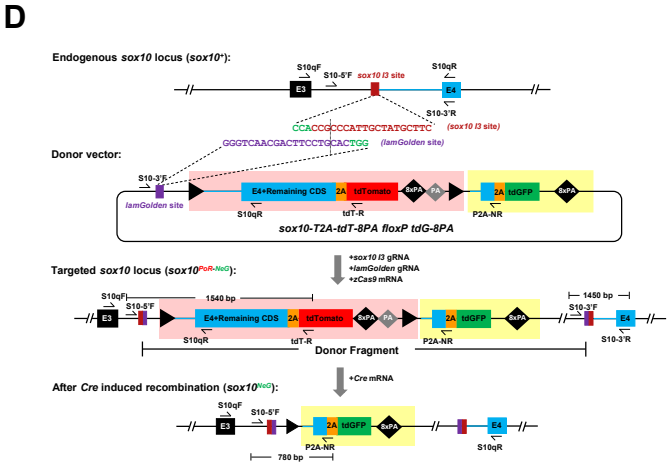 D
Endogenous sox10 locus (sox10⁺):
S10qF
S10-5'F
sox10 I3 site
S10qR
E3
E4
S10-3'R
CCACCGCCCATTGCTATGCTTC (sox10 I3 site)
GGGTCAACGACTTCCTGCACTGG (lamGolden site)
Donor vector:
S10-3'F
lamGolden site
E4+Remaining CDS 2A tdTomato 8xPA PA
2A tdGFP 8xPA
S10qR
tdT-R
P2A-NR
sox10-T2A-tdT-8PA floxP tdG-8PA
+sox10 I3 gRNA
+lamGolden gRNA
+zCas9 mRNA
Targeted sox10 locus (sox10^PoR-NeG):
S10qF
S10-5'F
1540 bp
1450 bp
S10-3'F
E3 E4+Remaining CDS 2A tdTomato 8xPA PA 2A tdGFP 8xPA E4
S10qR
tdT-R
P2A-NR
S10-3'R
Donor Fragment
+Cre mRNA
After Cre induced recombination (sox10^NeG):
S10qF
S10-5'F
E3 2A tdGFP 8xPA E4
P2A-NR
S10qR
780 bp